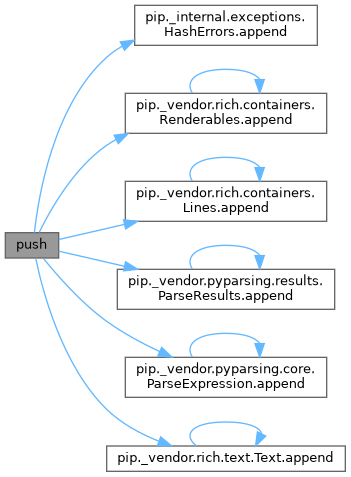 pip._internal.exceptions.
HashErrors.append
pip._vendor.rich.containers.
Renderables.append
pip._vendor.rich.containers.
Lines.append
push
pip._vendor.pyparsing.results.
ParseResults.append
pip._vendor.pyparsing.core.
ParseExpression.append
pip._vendor.rich.text.Text.append